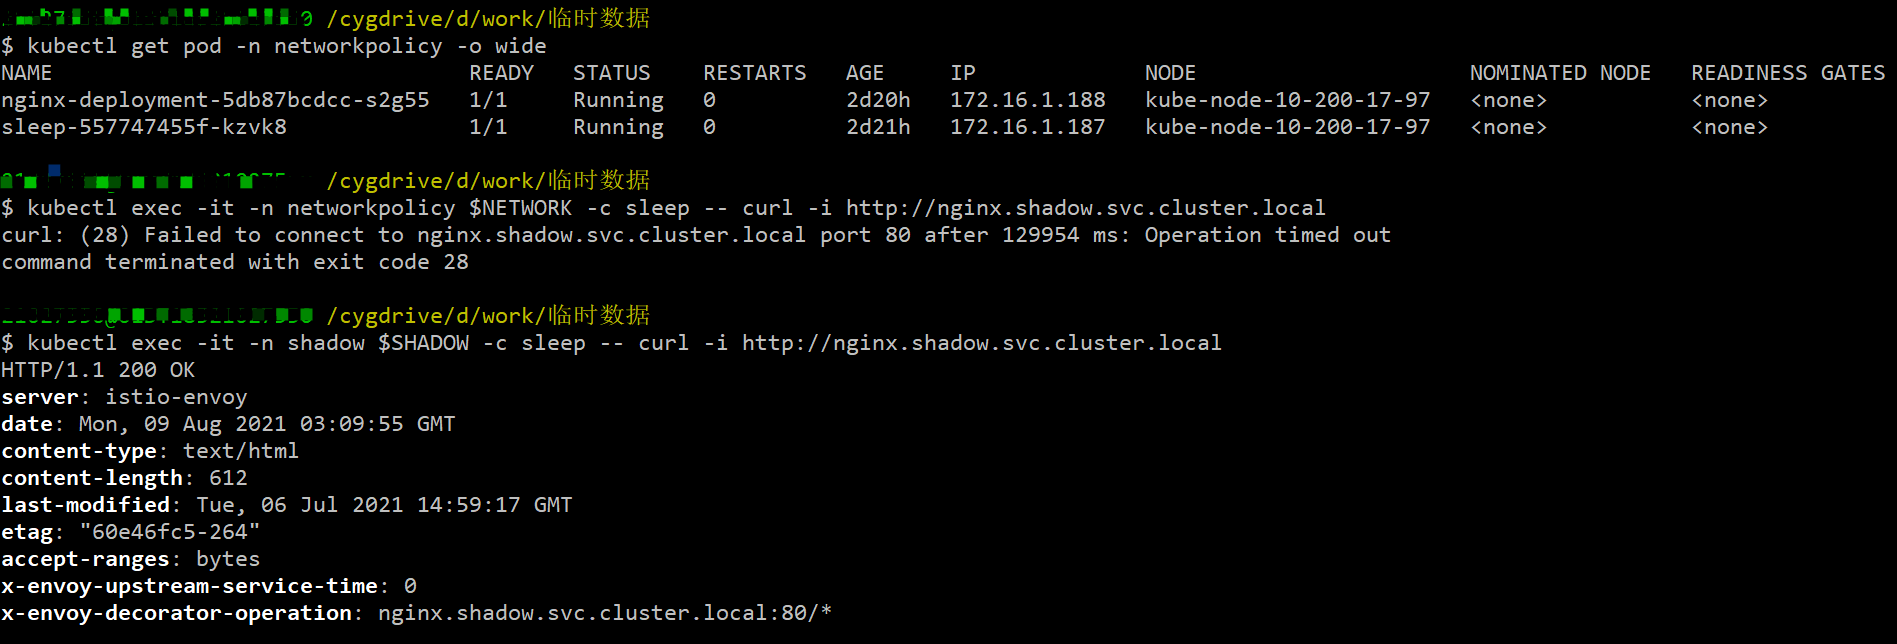 /cygdrive/d/work/临时数据
$ kubectl get pod -n networkpolicy -o wide
NAME READY STATUS RESTARTS AGE IP NODE NOMINATED NODE READINESS GATES
nginx-deployment-5db87bcdcc-s2g55 1/1 Running 0 2d20h 172.16.1.188 kube-node-10-200-17-97 <none> <none>
sleep-557747455f-kzvk8 1/1 Running 0 2d21h 172.16.1.187 kube-node-10-200-17-97 <none> <none>
/cygdrive/d/work/临时数据
$ kubectl exec -it -n networkpolicy $NETWORK -c sleep -- curl -i http://nginx.shadow.svc.cluster.local
curl: (28) Failed to connect to nginx.shadow.svc.cluster.local port 80 after 129954 ms: Operation timed out
command terminated with exit code 28
/cygdrive/d/work/临时数据
$ kubectl exec -it -n shadow $SHADOW -c sleep -- curl -i http://nginx.shadow.svc.cluster.local
HTTP/1.1 200 OK
server: istio-envoy
date: Mon, 09 Aug 2021 03:09:55 GMT
content-type: text/html
content-length: 612
last-modified: Tue, 06 Jul 2021 14:59:17 GMT
etag: "60e46fc5-264"
accept-ranges: bytes
x-envoy-upstream-service-time: 0
x-envoy-decorator-operation: nginx.shadow.svc.cluster.local:80/*